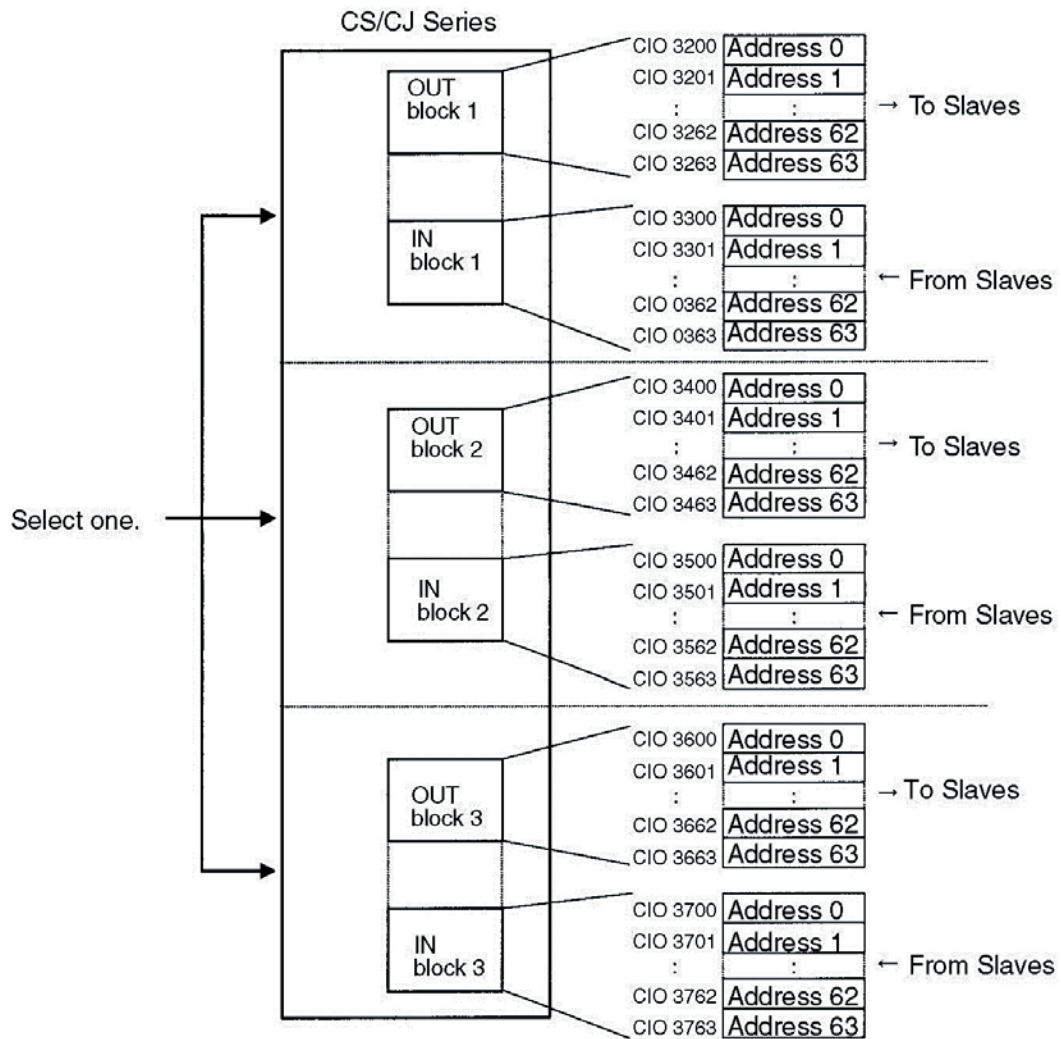 CS/CJ Series
OUT
block 1
CIO 3200 Address 0
CIO 3201 Address 1
: :
CIO 3262 Address 62
CIO 3263 Address 63
→ To Slaves
IN
block 1
CIO 3300 Address 0
CIO 3301 Address 1
: :
CIO 0362 Address 62
CIO 0363 Address 63
← From Slaves
Select one.
OUT
block 2
CIO 3400 Address 0
CIO 3401 Address 1
: :
CIO 3462 Address 62
CIO 3463 Address 63
→ To Slaves
IN
block 2
CIO 3500 Address 0
CIO 3501 Address 1
: :
CIO 3562 Address 62
CIO 3563 Address 63
← From Slaves
OUT
block 3
CIO 3600 Address 0
CIO 3601 Address 1
: :
CIO 3662 Address 62
CIO 3663 Address 63
→ To Slaves
IN
block 3
CIO 3700 Address 0
CIO 3701 Address 1
: :
CIO 3762 Address 62
CIO 3763 Address 63
← From Slaves